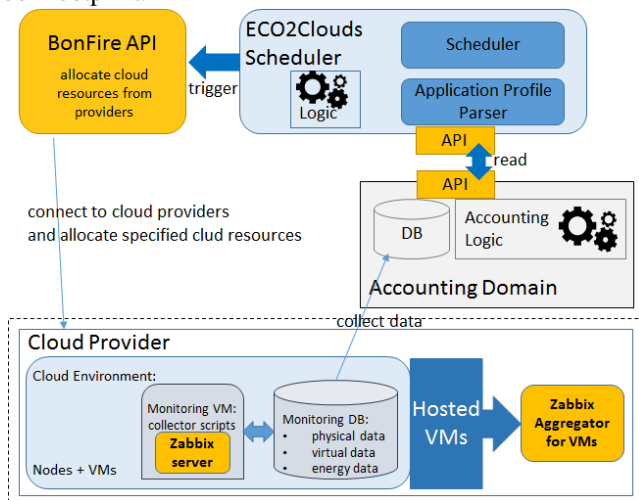 BonFire API
allocate cloud
resources from
providers
trigger
ECO2Clouds
Scheduler
Logic
Scheduler
Application Profile
Parser
API
read
API
DB
Accounting
Logic
Accounting Domain
connect to cloud providers
and allocate specified clud resources
collect data
Cloud Provider
Cloud Environment:
Monitoring VM:
collector scripts
Zabbix
server
Nodes + VMs
Monitoring DB:
• physical data
• virtual data
• energy data
Hosted
VMs
Zabbix
Aggregator
for VMs